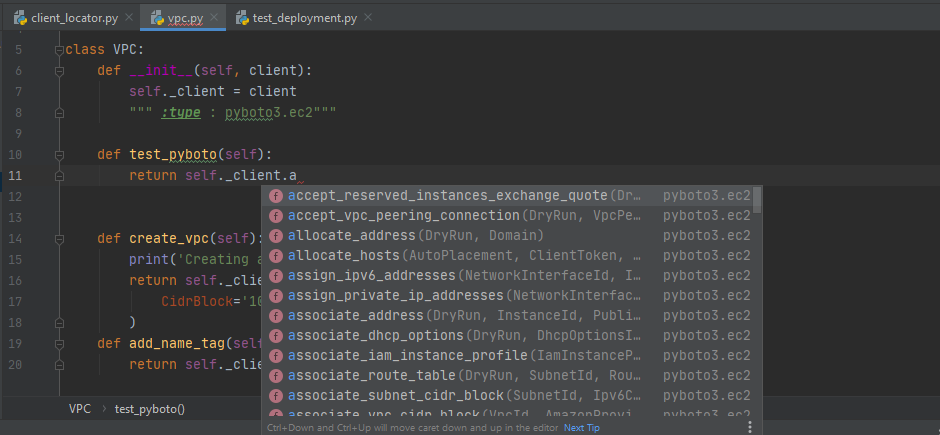 client_locator.py vpc.py test_deployment.py
5 class VPC:
6 def __init__(self, client):
7 self._client = client
8 """ :type : pyboto3.ec2"""
9
10 def test_pyboto(self):
11 return self._client.a
accept_reserved_instances_exchange_quote(Dr… pyboto3.ec2
12 accept_vpc_peering_connection(DryRun, VpcPe… pyboto3.ec2
allocate_address(DryRun, Domain) pyboto3.ec2
14 def create_vpc(self):
allocate_hosts(AutoPlacement, ClientToken, … pyboto3.ec2
15 print('Creating a
assign_ipv6_addresses(NetworkInterfaceId, I… pyboto3.ec2
16 return self._clie
assign_private_ip_addresses(NetworkInterfac… pyboto3.ec2
17 CidrBlock='10
associate_address(DryRun, InstanceId, Publi… pyboto3.ec2
18 )
associate_dhcp_options(DryRun, DhcpOptionsI… pyboto3.ec2
19 def add_name_tag(self
associate_iam_instance_profile(IamInstanceP… pyboto3.ec2
20 return self._clie
associate_route_table(DryRun, SubnetId, Rou… pyboto3.ec2
associate_subnet_cidr_block(SubnetId, Ipv6C… pyboto3.ec2
associate_vpc_cidr_block(VpcId, AmazonProvi… pyboto3.ec2
VPC › test_pyboto()
Ctrl+Down and Ctrl+Up will move caret down and up in the editor Next Tip